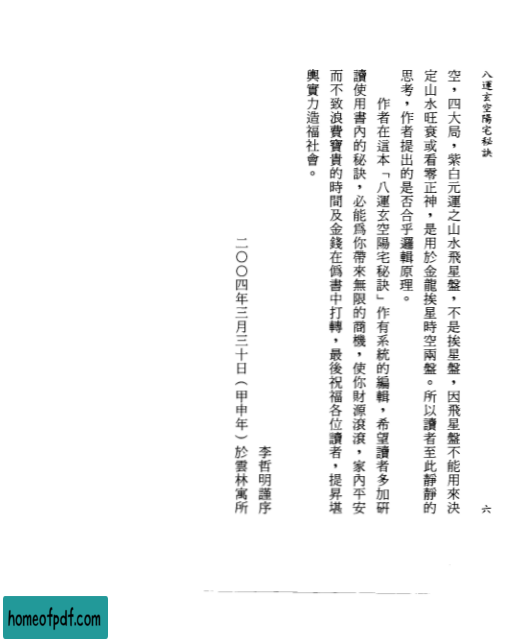 八運玄空陽宅秘訣
六
空，四大局，紫白元運之山水飛星盤，不是挨星盤，因飛星盤不能用來決
定山水旺衰或看零正神，是用於金龍挨星時空兩盤。所以讀者至此靜靜的
思考，作者提出的是否合乎邏輯原理。
作者在這本「八運玄空陽宅秘訣」作有系統的編輯，希望讀者多加研
讀使用書內的秘訣，必能爲你帶來無限的商機，使你財源滾滾，家內平安
而不致浪費寶貴的時間及金錢在僞書中打轉，最後祝福各位讀者，提昇堪
輿實力造福社會。
李哲明謹序
二〇〇四年三月三十日（甲申年）於雲林寓所
homeofpdf.com